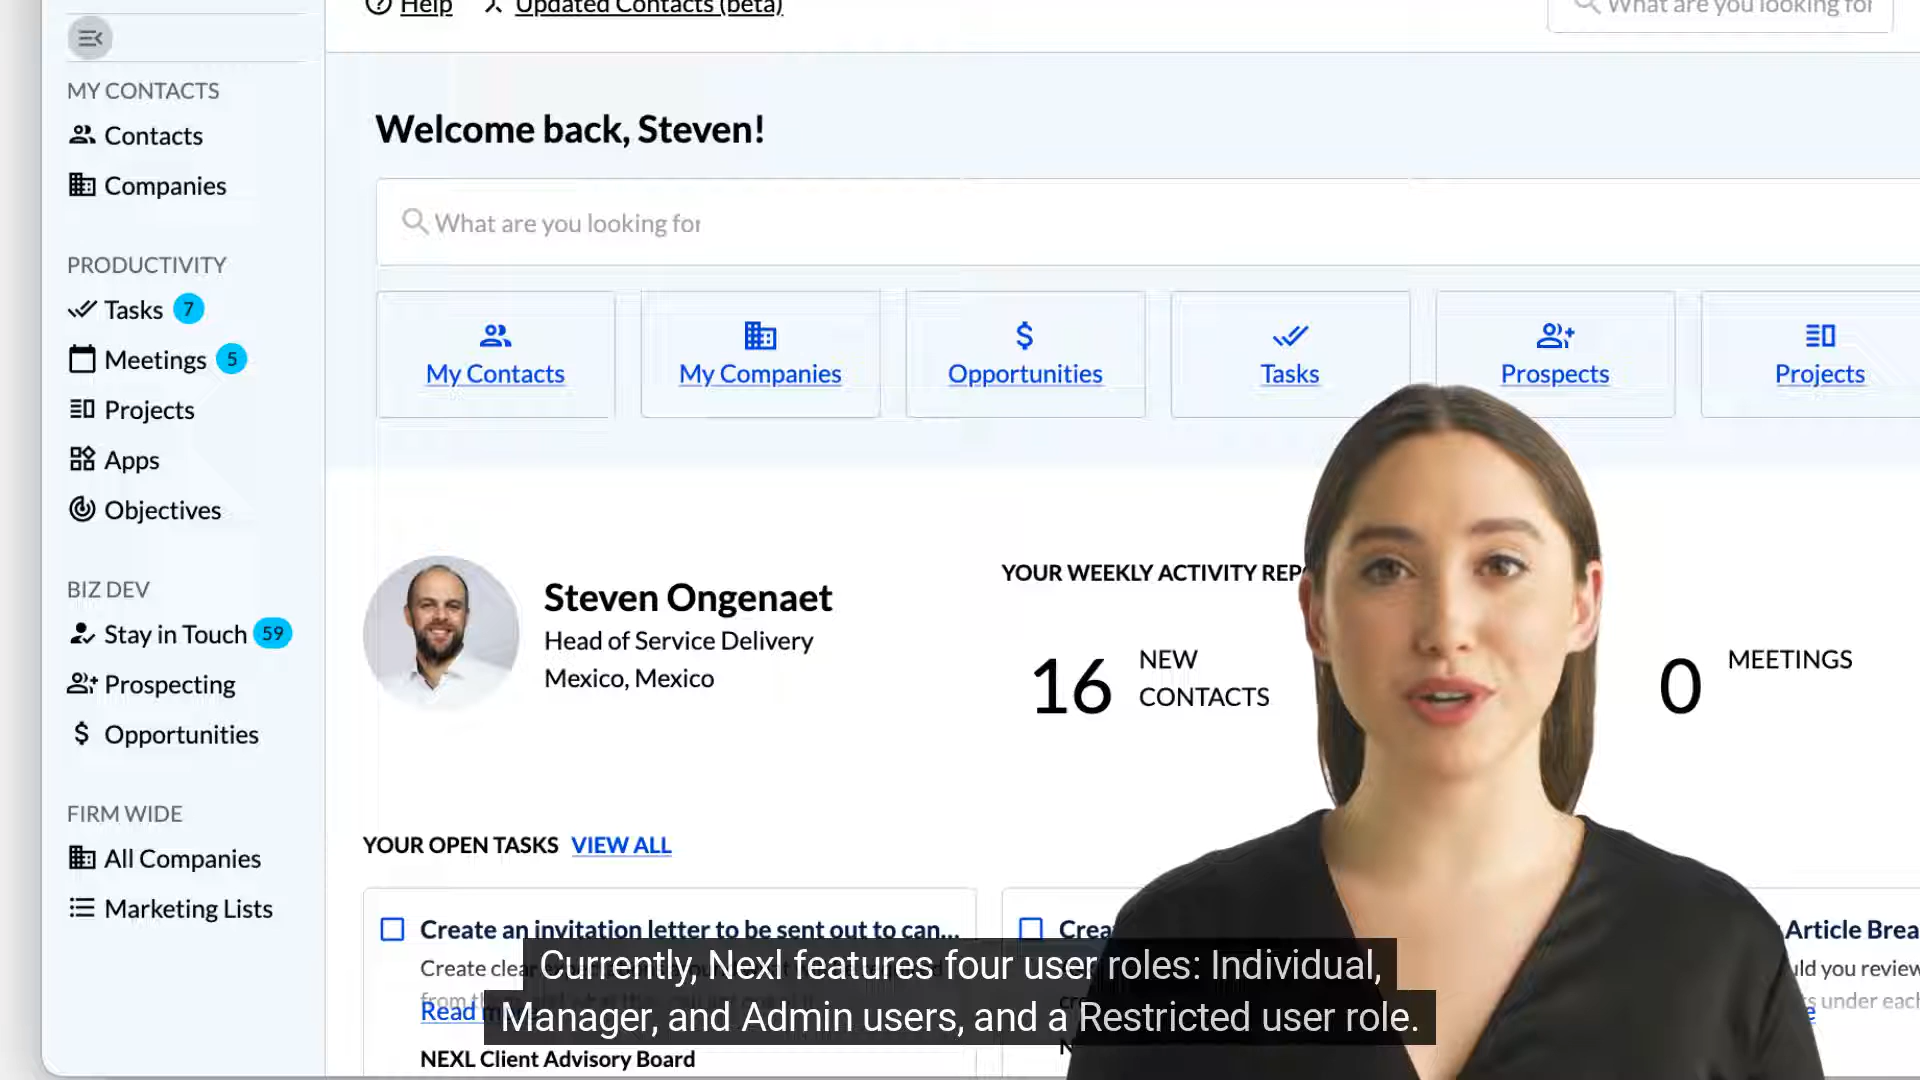 Help
Updated Contacts (beta)
What are you looking for
MY CONTACTS
Contacts
Companies
PRODUCTIVITY
Tasks 7
Meetings 5
Projects
Apps
Objectives
BIZ DEV
Stay in Touch 59
Prospecting
Opportunities
FIRM WIDE
All Companies
Marketing Lists
Welcome back, Steven!
What are you looking for
My Contacts
My Companies
Opportunities
Tasks
Prospects
Projects
Steven Ongenaet
Head of Service Delivery
Mexico, Mexico
YOUR WEEKLY ACTIVITY
16 NEW CONTACTS
0 MEETINGS
YOUR OPEN TASKS VIEW ALL
Create an invitation letter to be sent out to can...
Create
Read
NEXL Client Advisory Board
Article
you review
under
Currently, Nexl features four user roles: Individual,
Manager, and Admin users, and a Restricted user role.